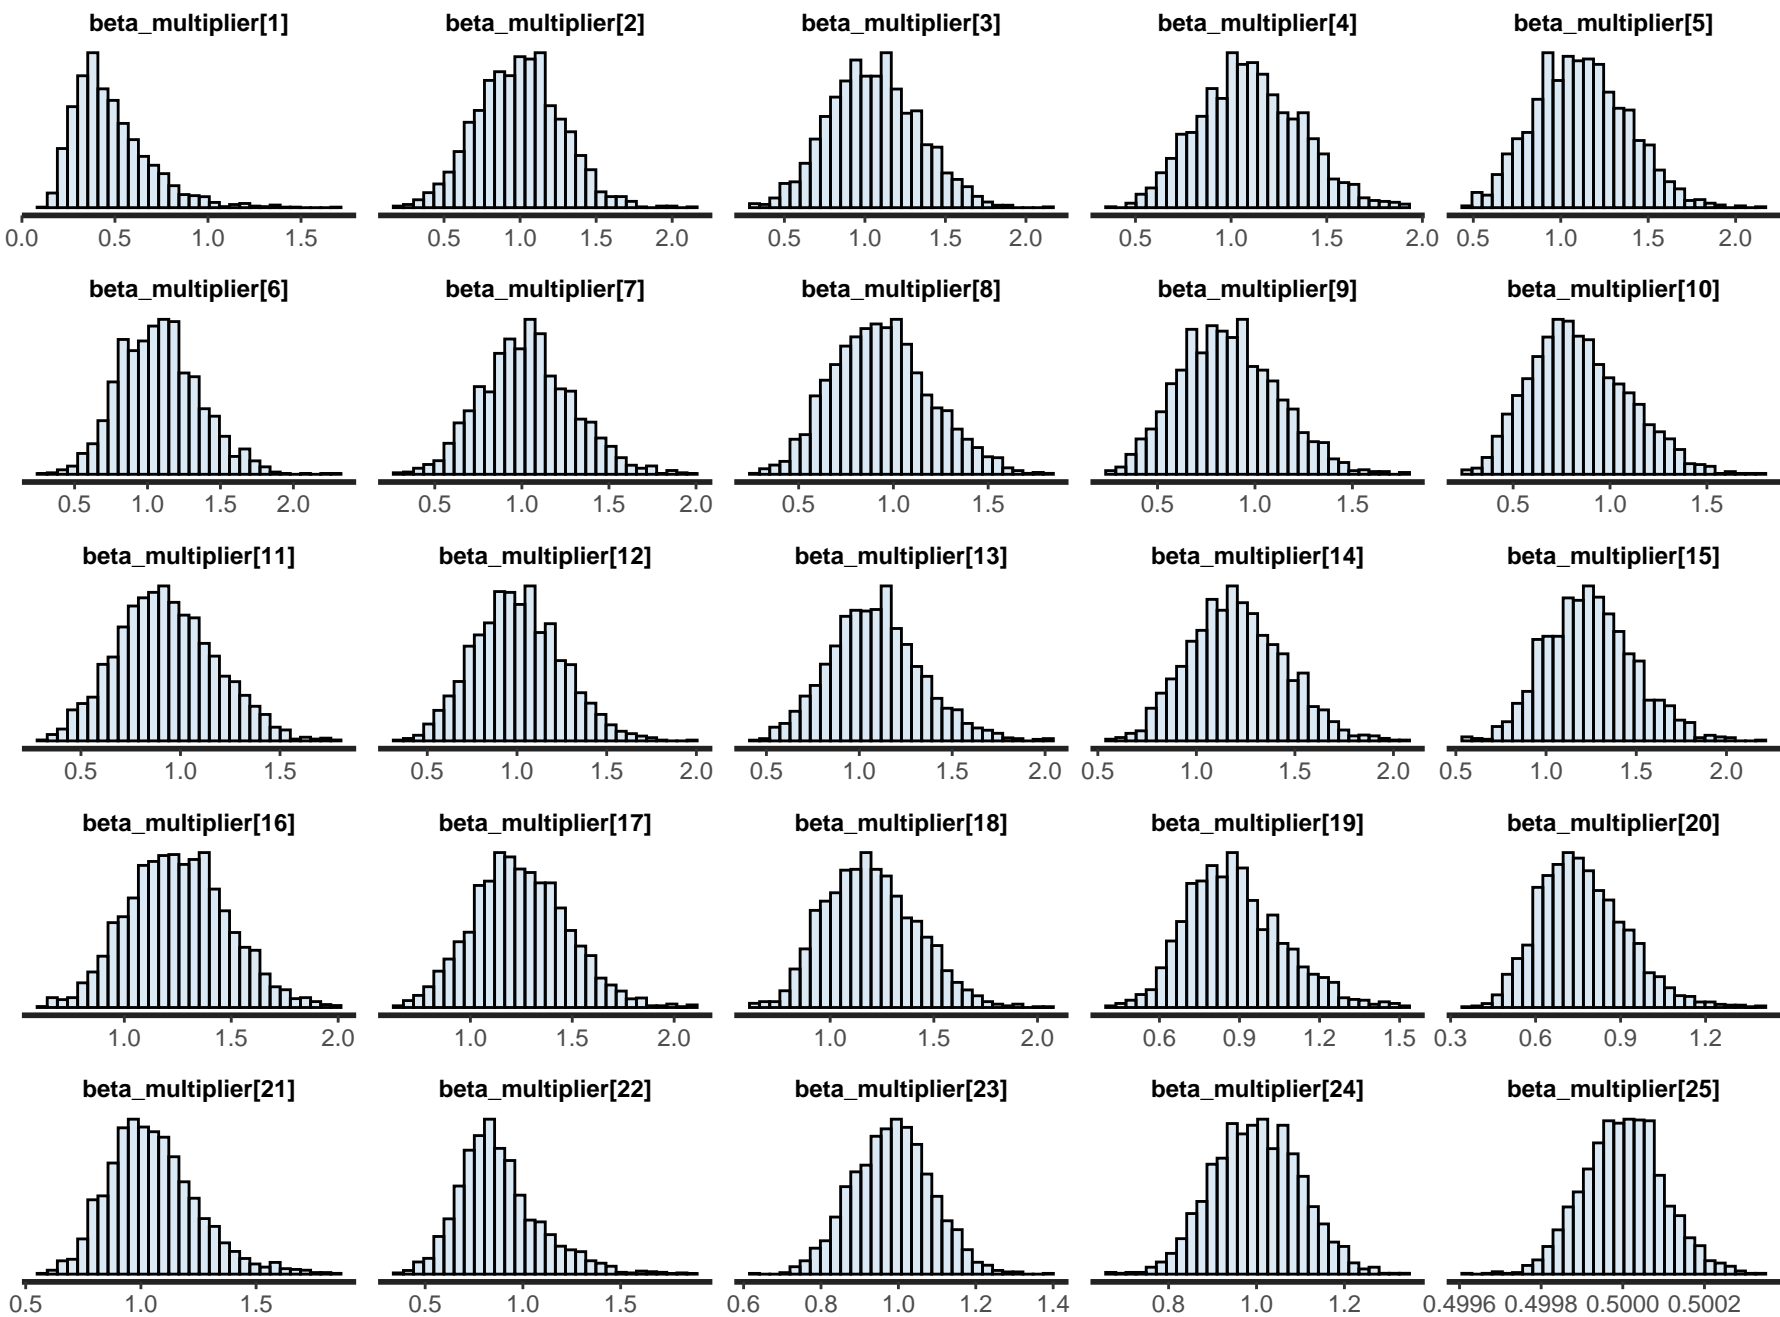 beta_multiplier[1] beta_multiplier[2] beta_multiplier[3] beta_multiplier[4] beta_multiplier[5]
0.0 0.5 1.0 1.5 0.5 1.0 1.5 2.0 0.5 1.0 1.5 2.0 0.5 1.0 1.5 2.0 0.5 1.0 1.5 2.0
beta_multiplier[6] beta_multiplier[7] beta_multiplier[8] beta_multiplier[9] beta_multiplier[10]
0.5 1.0 1.5 2.0 0.5 1.0 1.5 2.0 0.5 1.0 1.5 0.5 1.0 1.5 0.5 1.0 1.5
beta_multiplier[11] beta_multiplier[12] beta_multiplier[13] beta_multiplier[14] beta_multiplier[15]
0.5 1.0 1.5 0.5 1.0 1.5 2.0 0.5 1.0 1.5 2.0 0.5 1.0 1.5 2.0 0.5 1.0 1.5 2.0
beta_multiplier[16] beta_multiplier[17] beta_multiplier[18] beta_multiplier[19] beta_multiplier[20]
1.0 1.5 2.0 1.0 1.5 2.0 1.0 1.5 2.0 0.6 0.9 1.2 1.5 0.3 0.6 0.9 1.2
beta_multiplier[21] beta_multiplier[22] beta_multiplier[23] beta_multiplier[24] beta_multiplier[25]
0.5 1.0 1.5 0.5 1.0 1.5 0.6 0.8 1.0 1.2 1.4 0.8 1.0 1.2 0.4996 0.4998 0.5000 0.5002